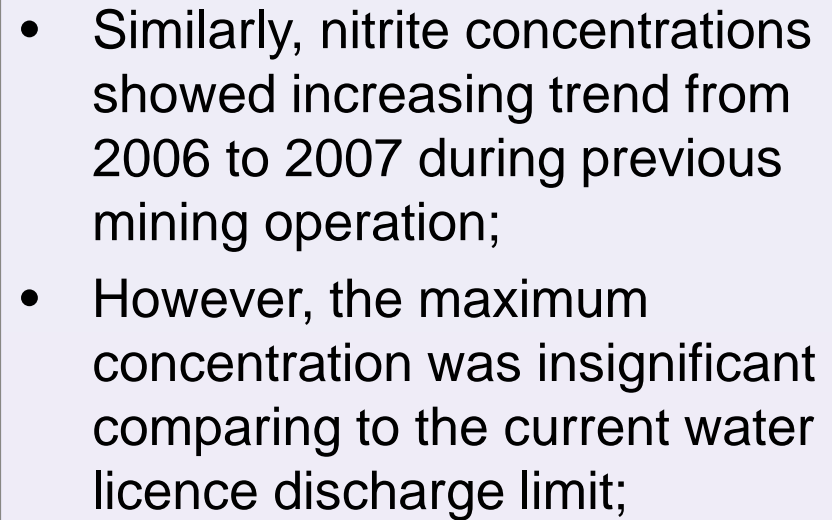 • Similarly, nitrite concentrations
showed increasing trend from
2006 to 2007 during previous
mining operation;
• However, the maximum
concentration was insignificant
comparing to the current water
licence discharge limit;